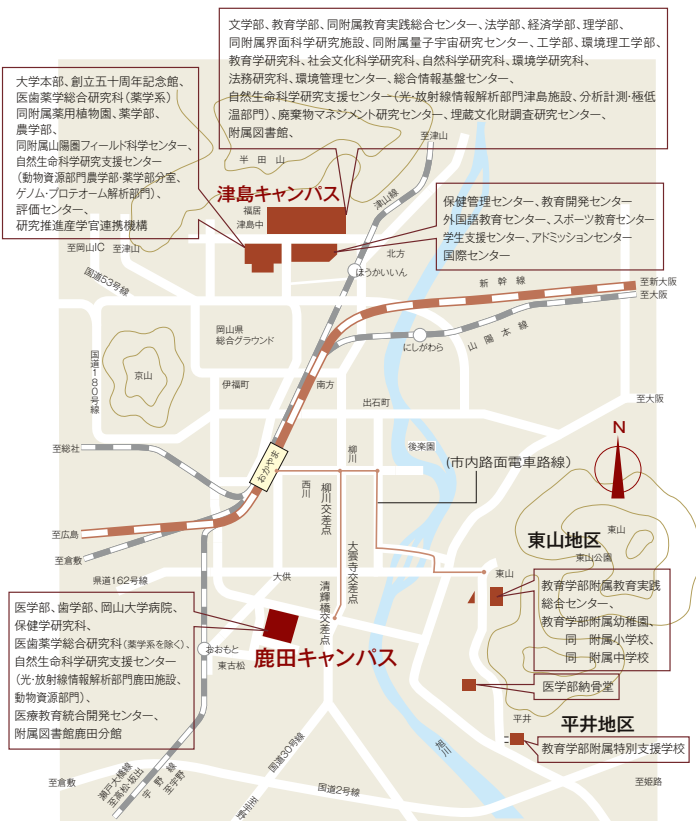 文学部、教育学部、同附属教育実践総合センター、法学部、経済学部、理学部、
同附属界面科学研究施設、同附属量子宇宙研究センター、工学部、環境理工学部、
教育学研究科、社会文化科学研究科、自然科学研究科、環境学研究科、
法務研究科、環境管理センター、総合情報基盤センター、
自然生命科学研究支援センター(光・放射線情報解析部門津島施設、分析計測・極低
温部門)、廃棄物マネジメント研究センター、埋蔵文化財調査研究センター、
附属図書館、
大学本部、創立五十周年記念館、
医歯薬学総合研究科(薬学系)
同附属薬用植物園、薬学部、
農学部、
同附属山陽圏フィールド科学センター、
自然生命科学研究支援センター
(動物資源部門農学部・薬学部分室、
ゲノム・プロテオーム解析部門)、
評価センター、
研究推進産学官連携機構
至津山
半田山
津島キャンパス
津山線
福居
津島中
保健管理センター、教育開発センター
外国語教育センター、スポーツ教育センター
学生支援センター、アドミッションセンター
国際センター
至岡山IC
至津山
北方
ほうかいいん
国道53号線
新幹線
至新大阪
至大阪
岡山県
総合グラウンド
にしがわら
山陽本線
国道180号線
京山
伊福町
南方
出石町
至大阪
N
至総社
おかやま
柳川
後楽園
(市内路面電車路線)
西川
柳川交差点
至広島
至倉敷
大雲寺交差点
東山地区
東山
東山公園
県道162号線
大供
清輝橋交差点
東山
教育学部附属教育実践
総合センター、
教育学部附属幼稚園、
同 附属小学校、
同 附属中学校
医学部、歯学部、岡山大学病院、
保健学研究科、
医歯薬学総合研究科(薬学系を除く)、
自然生命科学研究支援センター
(光・放射線情報解析部門鹿田施設、
動物資源部門)、
医療教育統合開発センター、
附属図書館鹿田分館
おおもと
東古松
鹿田キャンパス
医学部納骨堂
平井
平井地区
教育学部附属特別支援学校
旭川
国道30号線
至倉敷
瀬戸大橋線
至高松・坂出
宇野線
至宇野
至玉野
国道2号線
至姫路